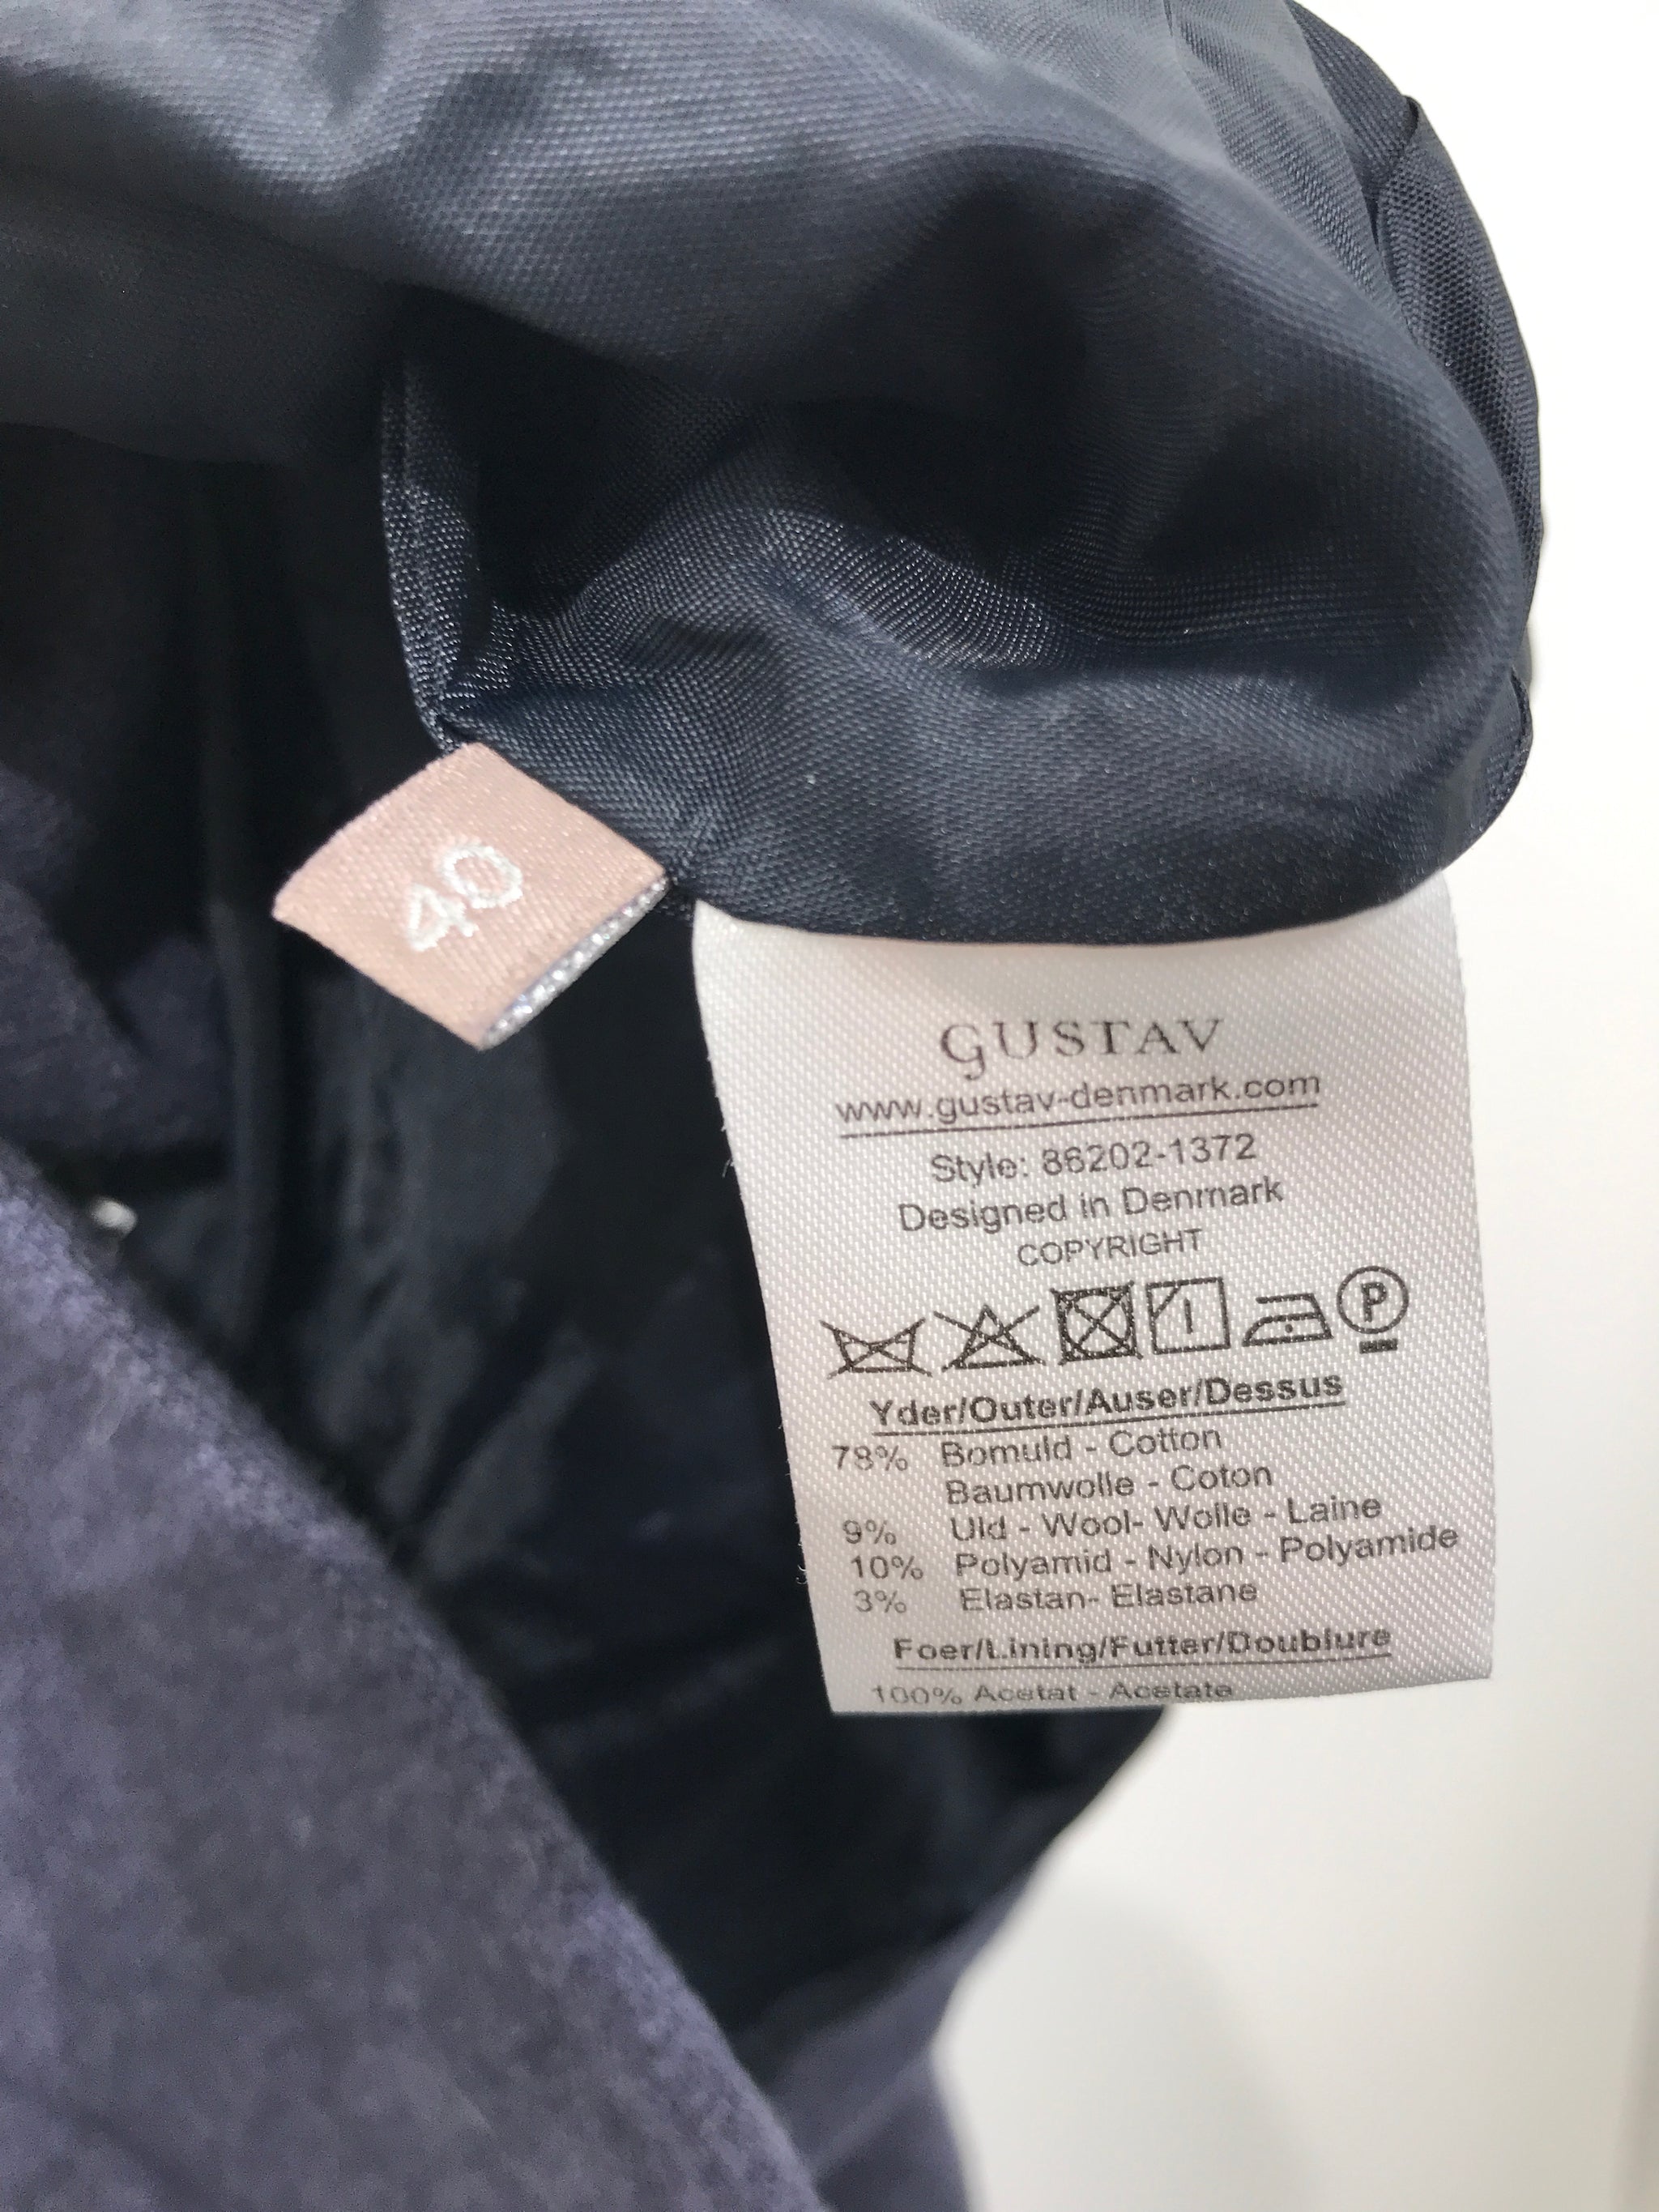 40
GUSTAV
www.gustav-denmark.com
Style: 86202-1372
Designed in Denmark
COPYRIGHT
P
Yder/Outer/Auser/Dessus
78% Bomuld - Cotton
Baumwolle - Coton
9% Uld - Wool- Wolle - Laine
10% Polyamid - Nylon - Polyamide
3% Elastan- Elastane
Foer/Lining/Futter/Doublure
100% Acetat - Acetate